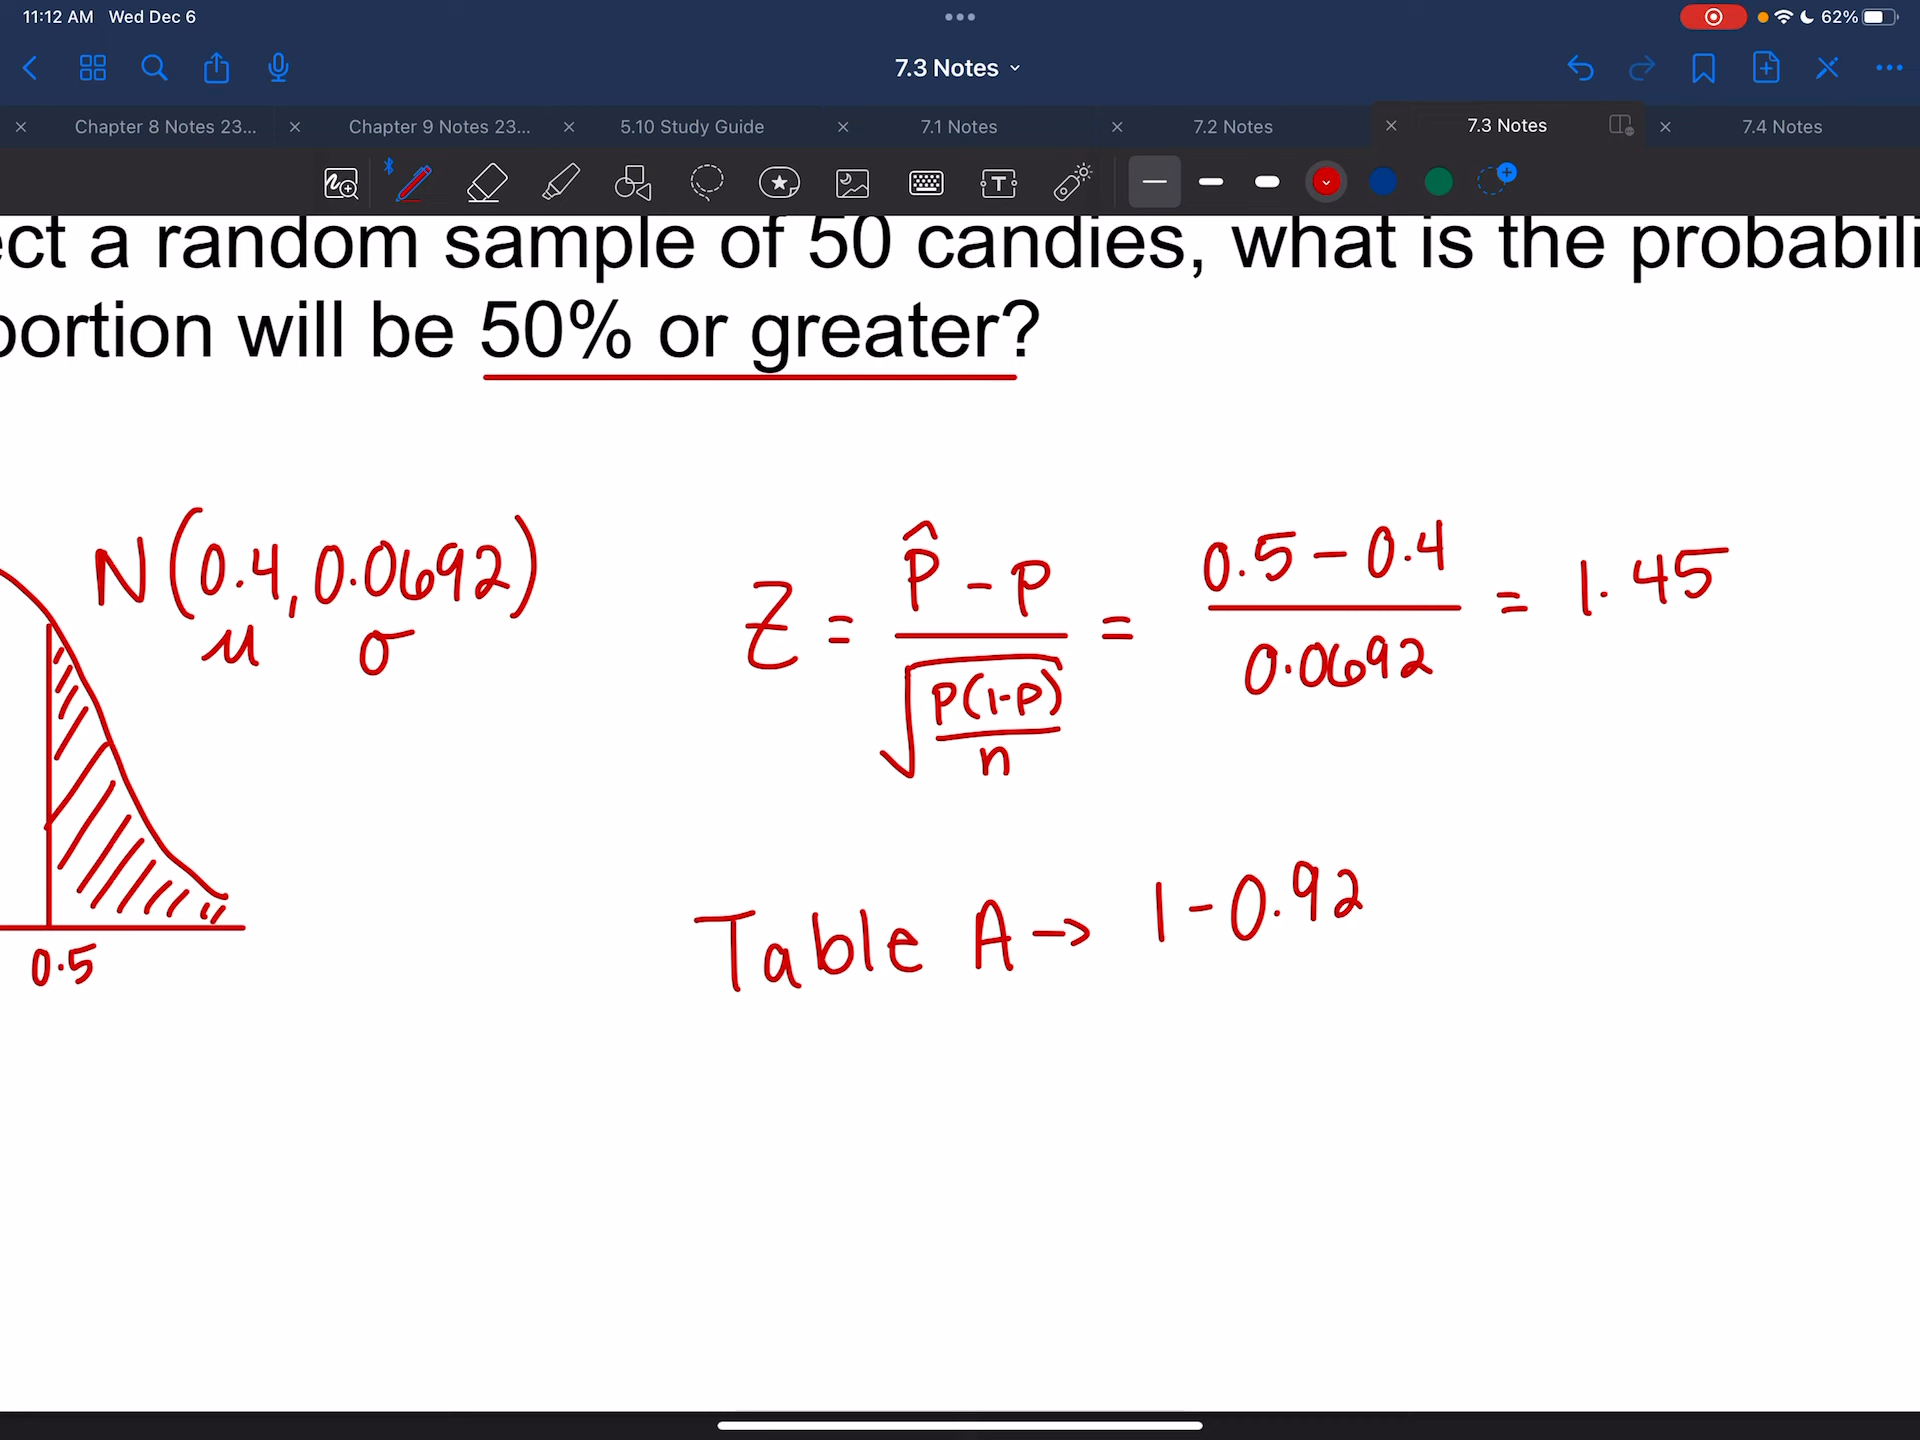 11:12 AM Wed Dec 6
62%
7.3 Notes
Chapter 8 Notes 23... Chapter 9 Notes 23... 5.10 Study Guide 7.1 Notes 7.2 Notes 7.3 Notes 7.4 Notes
ect a random sample of 50 candies, what is the probabili
portion will be 50% or greater?
N(0.4, 0.0692)
μ σ
Z = p̂ - p / √(p(1-p)/n) = 0.5 - 0.4 / 0.0692 = 1.45
Table A → 1 - 0.92
0.5